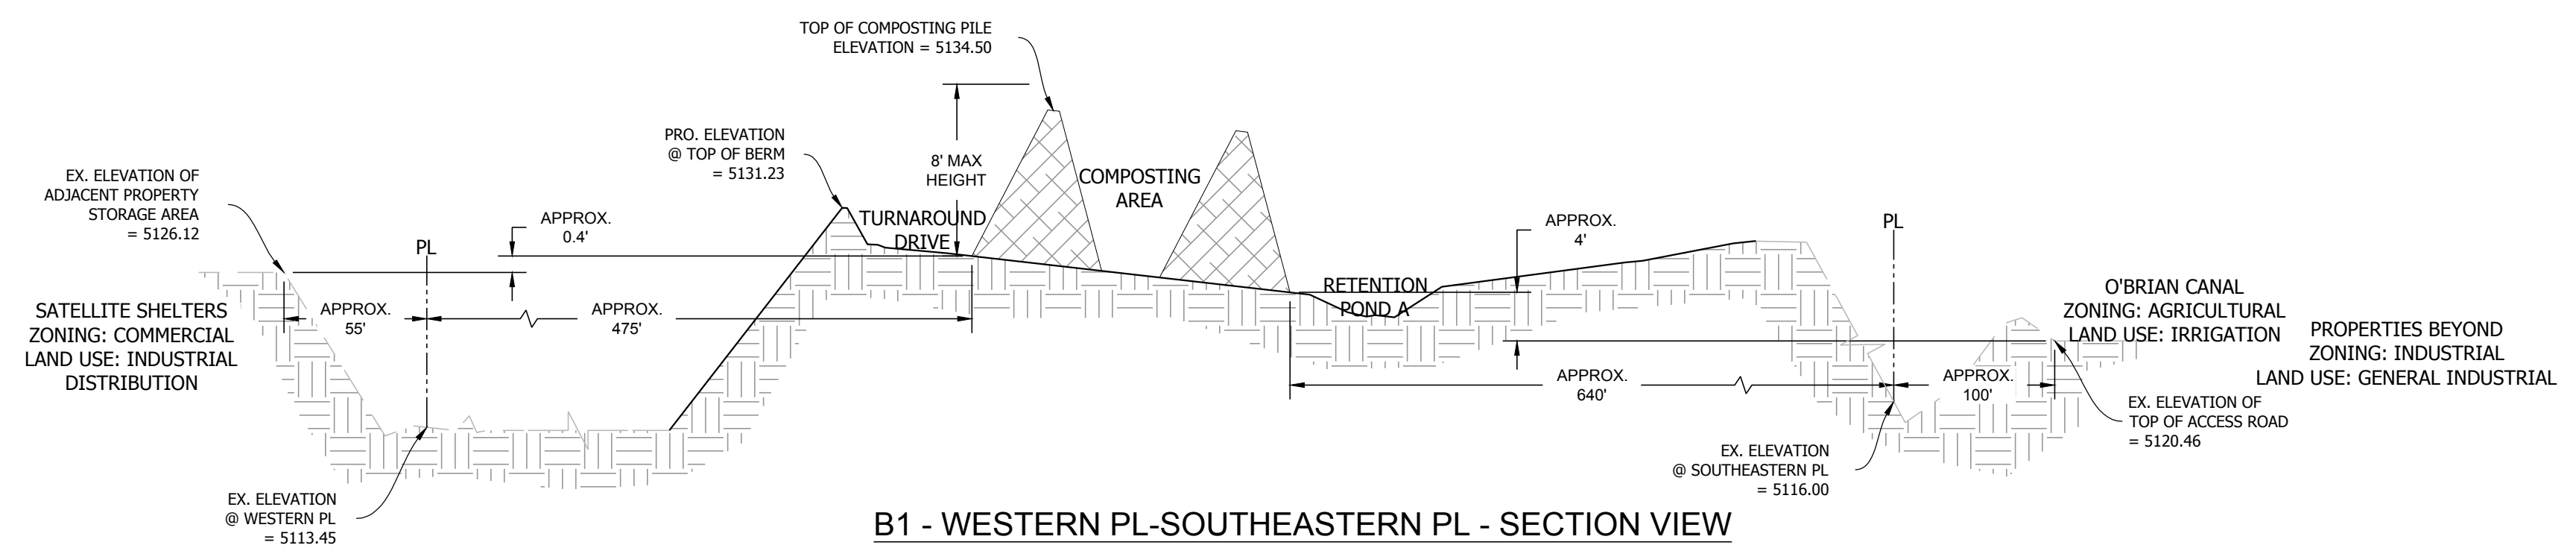 TOP OF COMPOSTING PILE
ELEVATION = 5134.50
PRO. ELEVATION
@ TOP OF BERM
= 5131.23
8' MAX
HEIGHT
COMPOSTING
AREA
EX. ELEVATION OF
ADJACENT PROPERTY
STORAGE AREA
= 5126.12
APPROX.
0.4'
PL
TURNAROUND
DRIVE
APPROX.
4'
PL
SATELLITE SHELTERS
ZONING: COMMERCIAL
LAND USE: INDUSTRIAL
DISTRIBUTION
APPROX.
55'
APPROX.
475'
RETENTION
POND A
O'BRIAN CANAL
ZONING: AGRICULTURAL
LAND USE: IRRIGATION
PROPERTIES BEYOND
ZONING: INDUSTRIAL
LAND USE: GENERAL INDUSTRIAL
APPROX.
640'
APPROX.
100'
EX. ELEVATION OF
TOP OF ACCESS ROAD
= 5120.46
EX. ELEVATION
@ SOUTHEASTERN PL
= 5116.00
EX. ELEVATION
@ WESTERN PL
= 5113.45
B1 - WESTERN PL-SOUTHEASTERN PL - SECTION VIEW